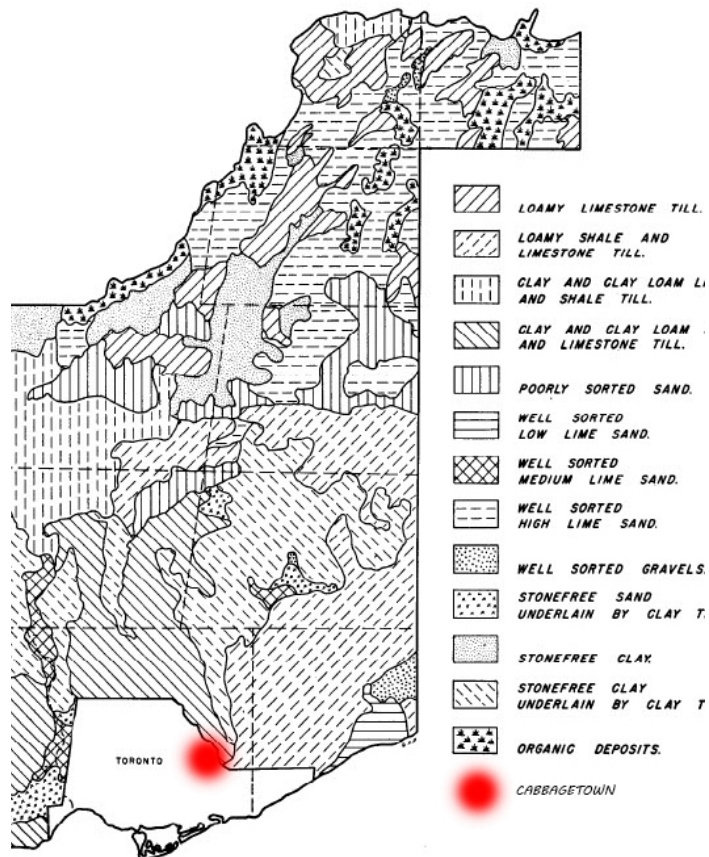 LOAMY LIMESTONE TILL.
LOAMY SHALE AND
LIMESTONE TILL.
CLAY AND CLAY LOAM
AND SHALE TILL.
CLAY AND CLAY LOAM
AND LIMESTONE TILL.
POORLY SORTED SAND.
WELL SORTED
LOW LIME SAND.
WELL SORTED
MEDIUM LIME SAND.
WELL SORTED
HIGH LIME SAND.
WELL SORTED GRAVELS.
STONEFREE SAND
UNDERLAIN BY CLAY T
STONEFREE CLAY.
STONEFREE CLAY
UNDERLAIN BY CLAY T
ORGANIC DEPOSITS.
CABBAGETOWN
TORONTO